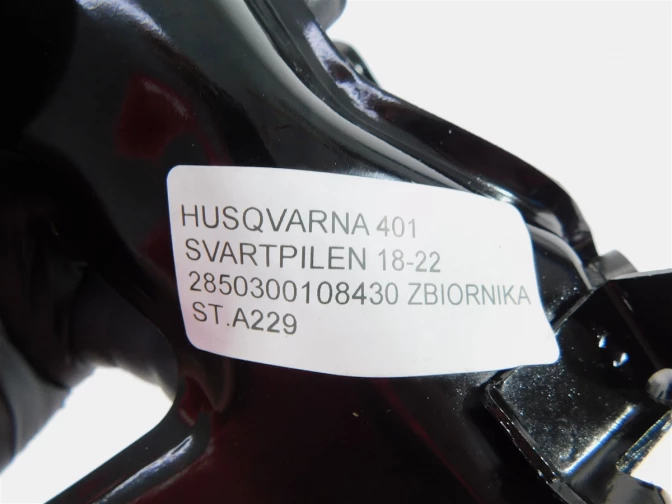 HUSQVARNA 401
SVARTPILEN 18-22
2850300108430 ZBIORNIKA
ST.A229